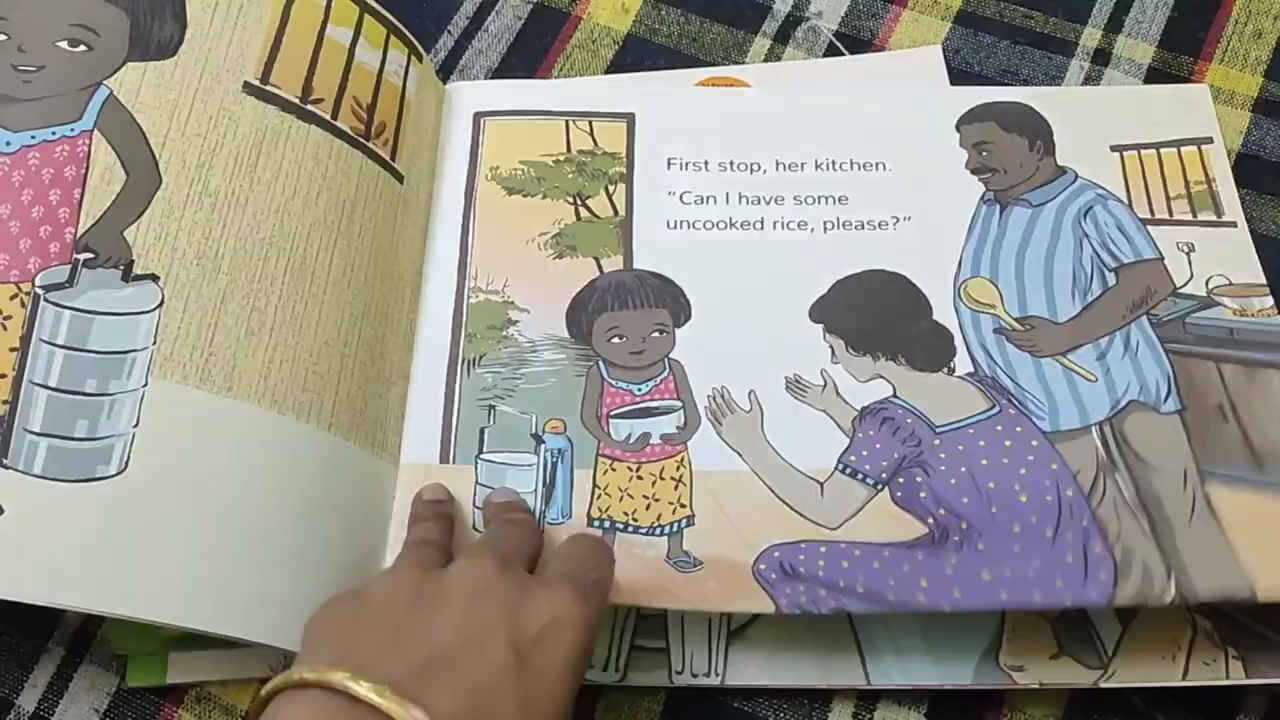 First stop, her kitchen.
“Can I have some
uncooked rice, please?”